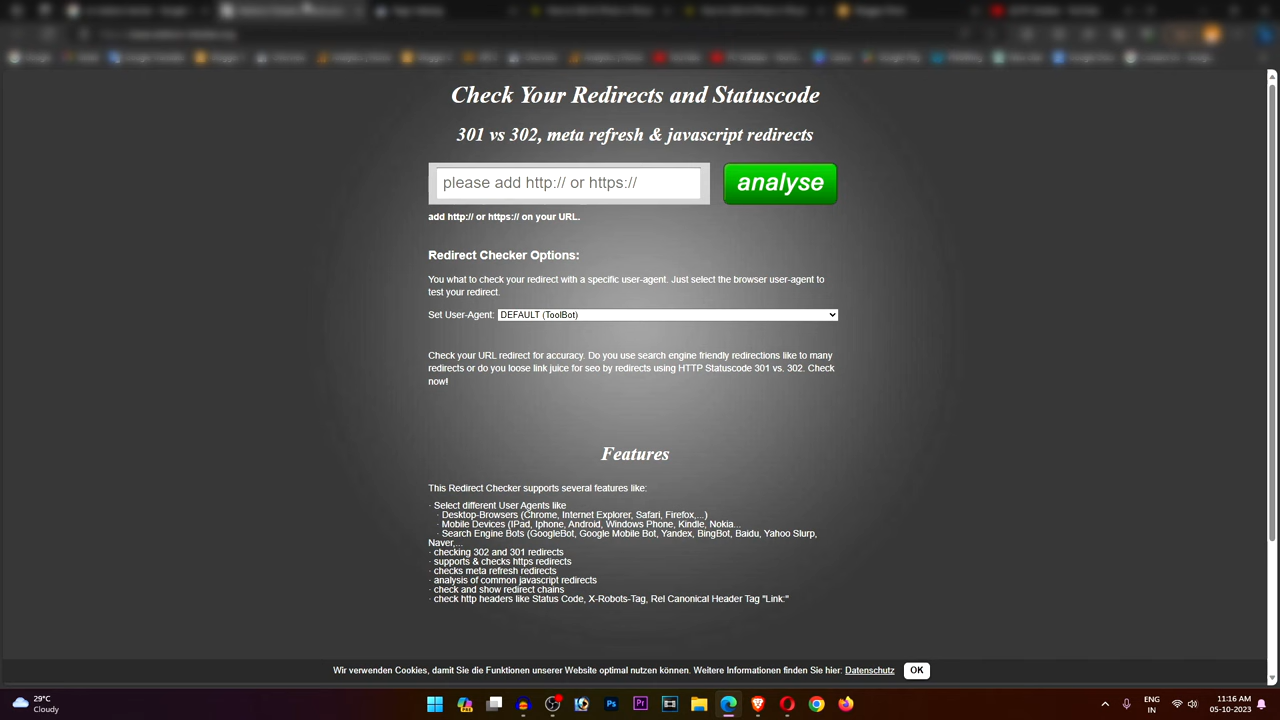 Check Your Redirects and Statuscode
301 vs 302, meta refresh & javascript redirects
please add http:// or https://
analyse
add http:// or https:// on your URL.
Redirect Checker Options:
You what to check your redirect with a specific user-agent. Just select the browser user-agent to
test your redirect.
Set User-Agent: DEFAULT (ToolBot)
Check your URL redirect for accuracy. Do you use search engine friendly redirections like to many
redirects or do you loose link juice for seo by redirects using HTTP Statuscode 301 vs. 302. Check
now!
Features
This Redirect Checker supports several features like:
· Select different User Agents like
· Desktop-Browsers (Chrome, Internet Explorer, Safari, Firefox,...)
· Mobile Devices (IPad, Iphone, Android, Windows Phone, Kindle, Nokia...
· Search Engine Bots (GoogleBot, Google Mobile Bot, Yandex, BingBot, Baidu, Yahoo Slurp,
Naver,...
· checking 302 and 301 redirects
· supports & checks https redirects
· checks meta refresh redirects
· analysis of common javascript redirects
· check and show redirect chains
· check http headers like Status Code, X-Robots-Tag, Rel Canonical Header Tag "Link:"
Wir verwenden Cookies, damit Sie die Funktionen unserer Website optimal nutzen können. Weitere Informationen finden Sie hier: Datenschutz OK
29°C
Cloudy
ENG
IN
11:16 AM
05-10-2023